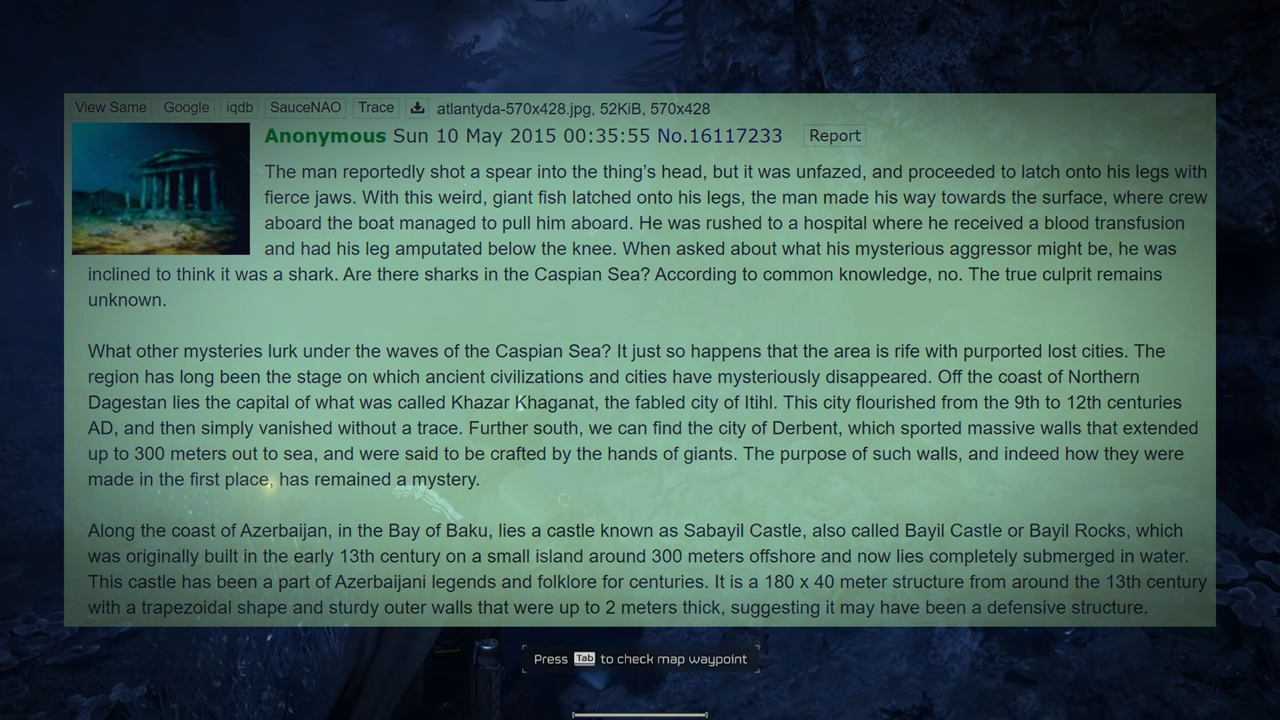 View Same Google iqdb SauceNAO Trace atlantyda-570x428.jpg, 52KiB, 570x428
Anonymous Sun 10 May 2015 00:35:55 No.16117233 Report
The man reportedly shot a spear into the thing's head, but it was unfazed, and proceeded to latch onto his legs with
fierce jaws. With this weird, giant fish latched onto his legs, the man made his way towards the surface, where crew
aboard the boat managed to pull him aboard. He was rushed to a hospital where he received a blood transfusion
and had his leg amputated below the knee. When asked about what his mysterious aggressor might be, he was
inclined to think it was a shark. Are there sharks in the Caspian Sea? According to common knowledge, no. The true culprit remains
unknown.
What other mysteries lurk under the waves of the Caspian Sea? It just so happens that the area is rife with purported lost cities. The
region has long been the stage on which ancient civilizations and cities have mysteriously disappeared. Off the coast of Northern
Dagestan lies the capital of what was called Khazar Khaganat, the fabled city of Itihl. This city flourished from the 9th to 12th centuries
AD, and then simply vanished without a trace. Further south, we can find the city of Derbent, which sported massive walls that extended
up to 300 meters out to sea, and were said to be crafted by the hands of giants. The purpose of such walls, and indeed how they were
made in the first place, has remained a mystery.
Along the coast of Azerbaijan, in the Bay of Baku, lies a castle known as Sabayil Castle, also called Bayil Castle or Bayil Rocks, which
was originally built in the early 13th century on a small island around 300 meters offshore and now lies completely submerged in water.
This castle has been a part of Azerbaijani legends and folklore for centuries. It is a 180 x 40 meter structure from around the 13th century
with a trapezoidal shape and sturdy outer walls that were up to 2 meters thick, suggesting it may have been a defensive structure.
Press Tab to check map waypoint